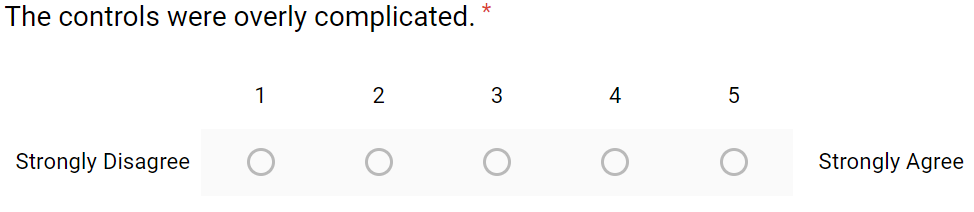 The controls were overly complicated. *
1 2 3 4 5
Strongly Disagree Strongly Agree